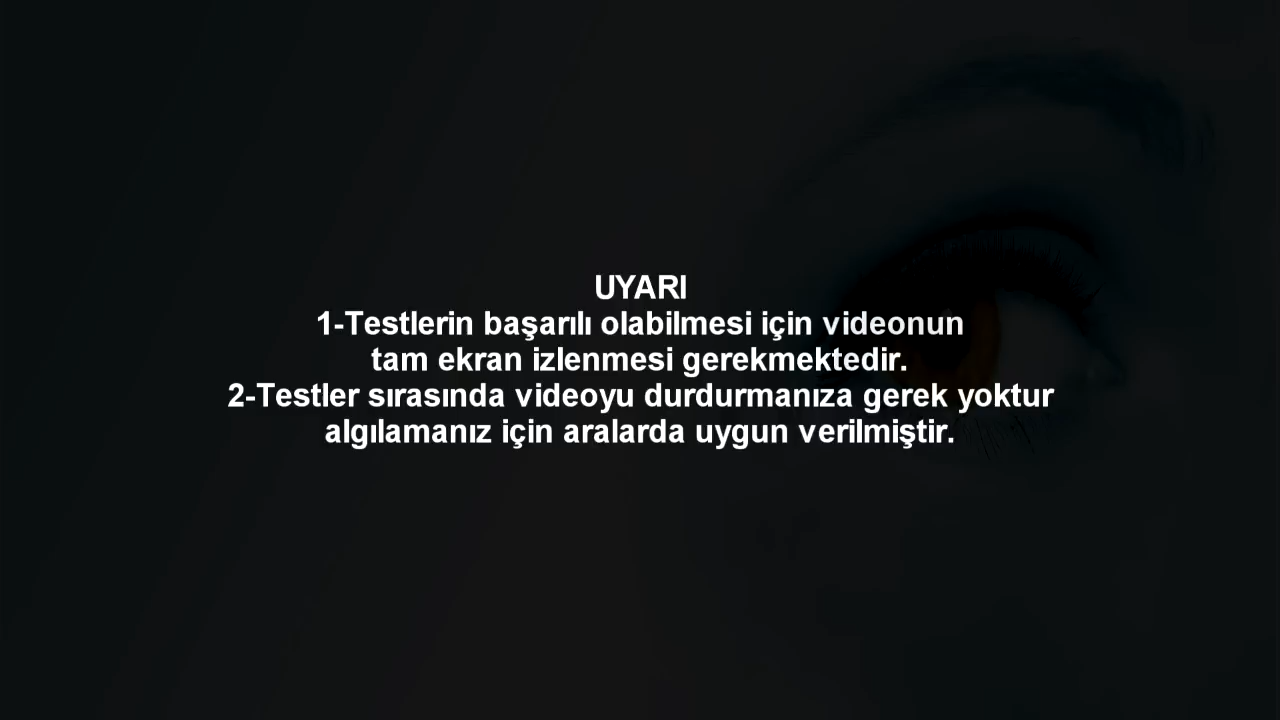 UYARI
1-Testlerin başarılı olabilmesi için videonun
tam ekran izlenmesi gerekmektedir.
2-Testler sırasında videoyu durdurmanıza gerek yoktur
algılamanız için aralarda uygun verilmiştir.